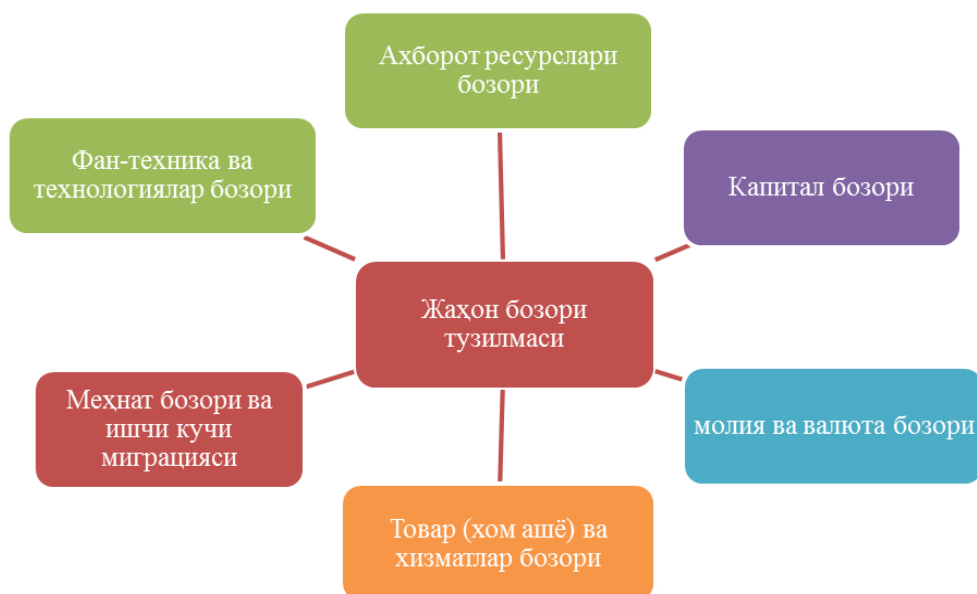 Ахборот ресурслари
бозори
Фан-техника ва
технологиялар бозори
Капитал бозори
Жаҳон бозори
тузилмаси
Меҳнат бозори ва
ишчи кучи
миграцияси
молия ва валюта бозори
Товар (хом ашё) ва
хизматлар бозори